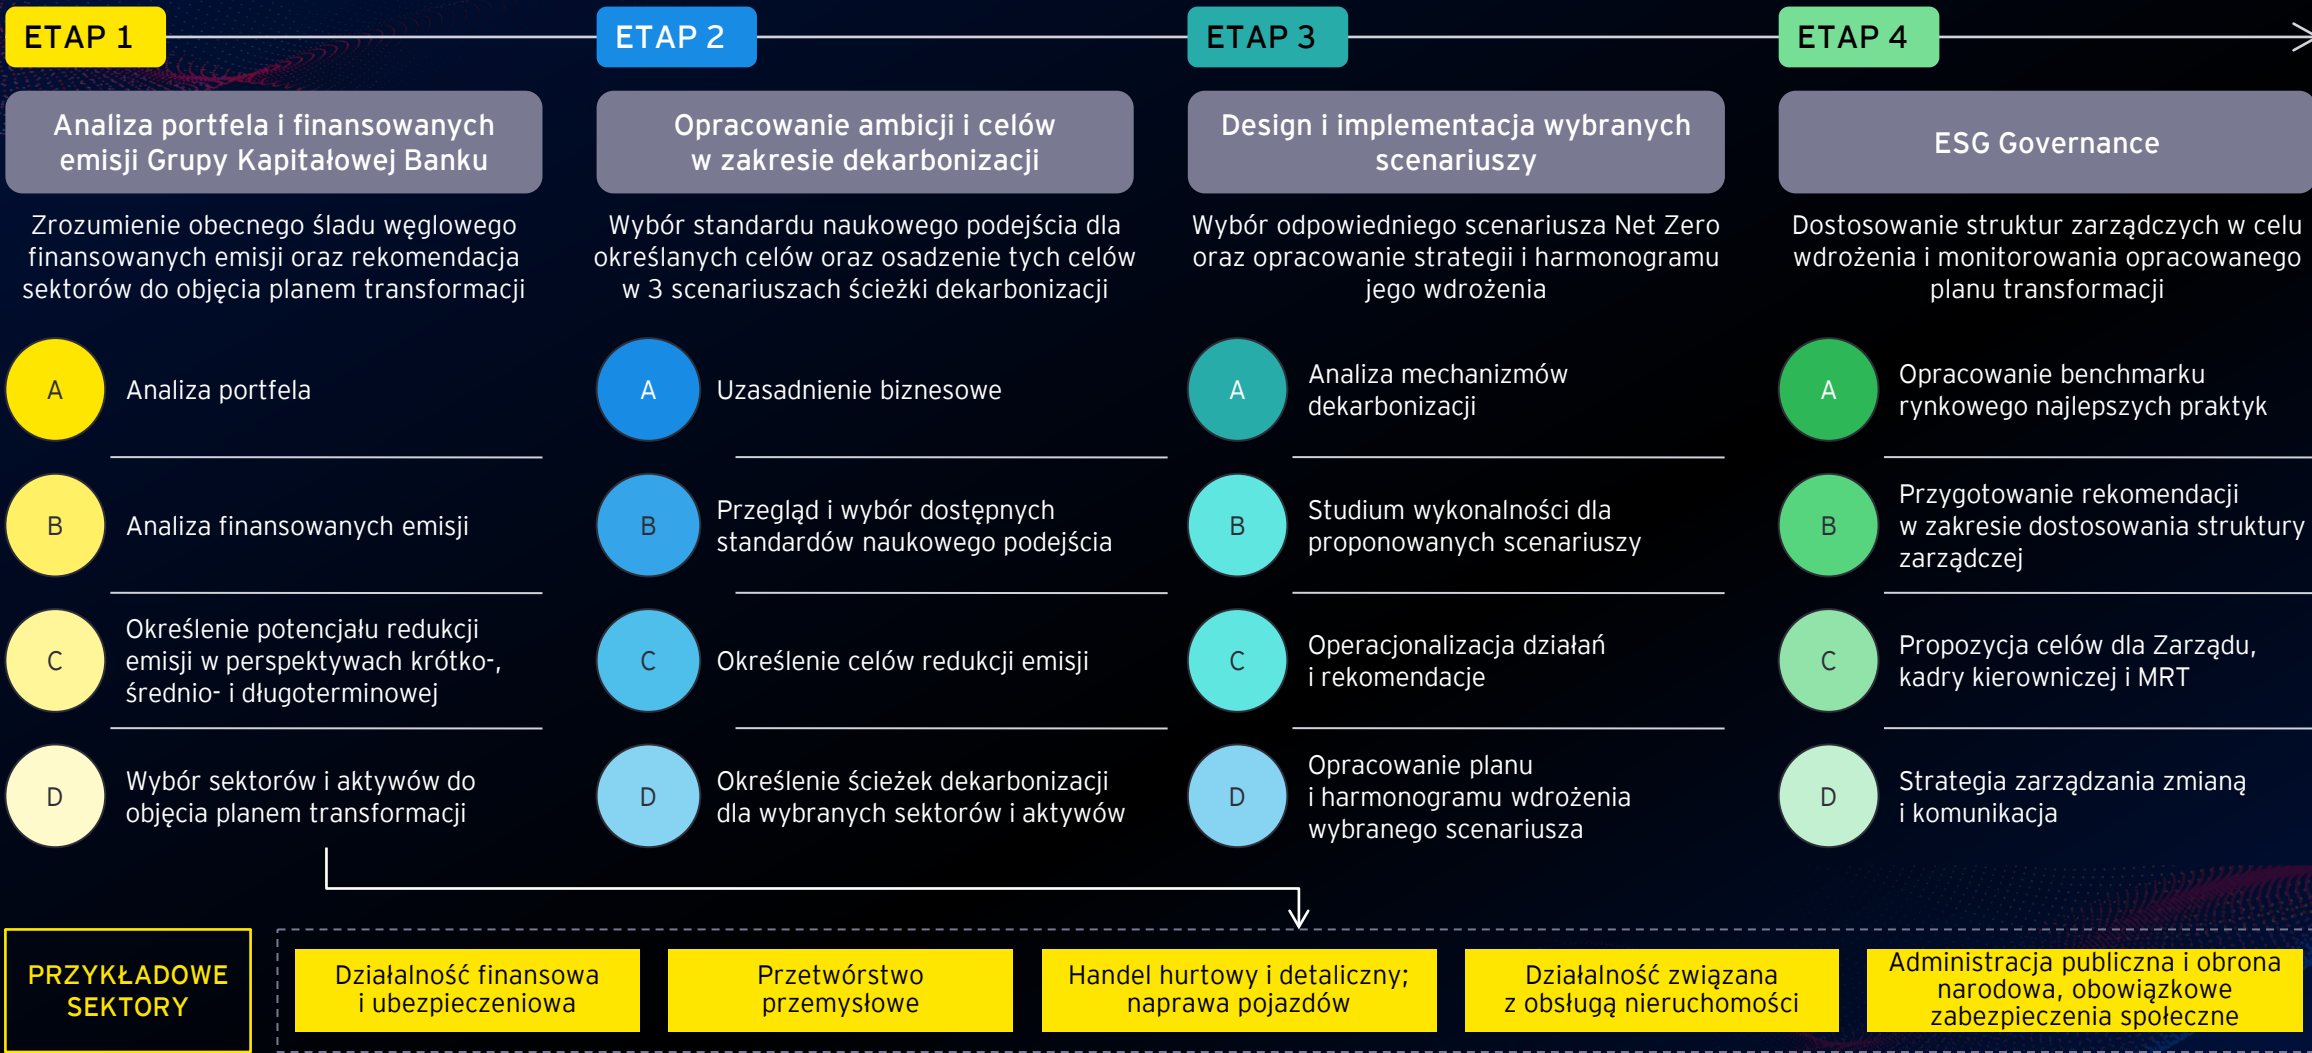 ETAP 1
Analiza portfela i finansowanych
emisji Grupy Kapitałowej Banku
Zrozumienie obecnego śladu węglowego
finansowanych emisji oraz rekomendacja
sektorów do objęcia planem transformacji
A
Analiza portfela
B
Analiza finansowanych emisji
C
Określenie potencjału redukcji
emisji w perspektywach krótko-,
średnio- i długoterminowej
D
Wybór sektorów i aktywów do
objęcia planem transformacji
ETAP 2
Opracowanie ambicji i celów
w zakresie dekarbonizacji
Wybór standardu naukowego podejścia dla
określanych celów oraz osadzenie tych celów
w 3 scenariuszach ścieżki dekarbonizacji
A
Uzasadnienie biznesowe
B
Przegląd i wybór dostępnych
standardów naukowego podejścia
C
Określenie celów redukcji emisji
D
Określenie ścieżek dekarbonizacji
dla wybranych sektorów i aktywów
ETAP 3
Design i implementacja wybranych
scenariuszy
Wybór odpowiedniego scenariusza Net Zero
oraz opracowanie strategii i harmonogramu
jego wdrożenia
A
Analiza mechanizmów
dekarbonizacji
B
Studium wykonalności dla
proponowanych scenariuszy
C
Operacjonalizacja działań
i rekomendacje
D
Opracowanie planu
i harmonogramu wdrożenia
wybranego scenariusza
ETAP 4
ESG Governance
Dostosowanie struktur zarządczych w celu
wdrożenia i monitorowania opracowanego
planu transformacji
A
Opracowanie benchmarku
rynkowego najlepszych praktyk
B
Przygotowanie rekomendacji
w zakresie dostosowania struktury
zarządczej
C
Propozycja celów dla Zarządu,
kadry kierowniczej i MRT
D
Strategia zarządzania zmianą
i komunikacja
PRZYKŁADOWE
SEKTORY
Działalność finansowa
i ubezpieczeniowa
Przetwórstwo
przemysłowe
Handel hurtowy i detaliczny;
naprawa pojazdów
Działalność związana
z obsługą nieruchomości
Administracja publiczna i obrona
narodowa, obowiązkowe
zabezpieczenia społeczne